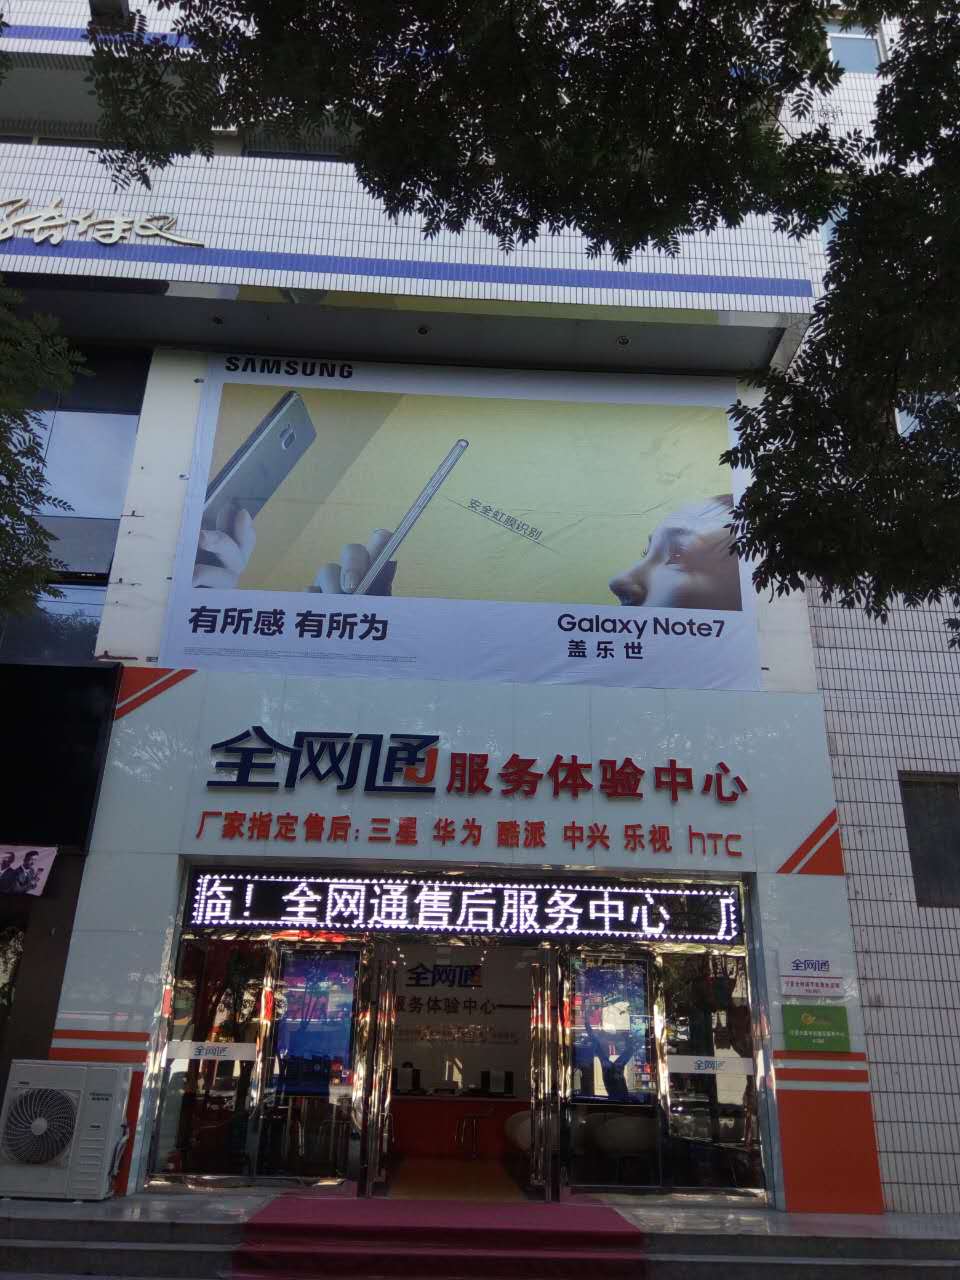 SAMSUNG
安全虹膜识别
有所感 有所为
Galaxy Note7
盖乐世
全网通服务体验中心
厂家指定售后:三星 华为 酷派 中兴 乐视 hTC
临！全网通售后服务中心
全网通
服务体验中心
全网通
全网通
全网通